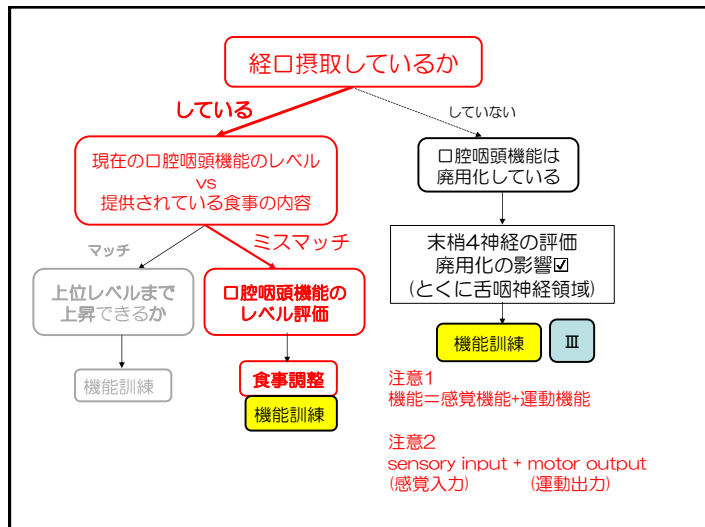 経口摂取しているか
している
していない
現在の口腔咽頭機能のレベル
vs
提供されている食事の内容
口腔咽頭機能は
廃用化している
マッチ
ミスマッチ
末梢4神経の評価
廃用化の影響☑
(とくに舌咽神経領域)
上位レベルまで
上昇できるか
口腔咽頭機能の
レベル評価
機能訓練
Ⅲ
機能訓練
食事調整
機能訓練
注意1
機能＝感覚機能+運動機能
注意2
sensory input + motor output
(感覚入力) (運動出力)